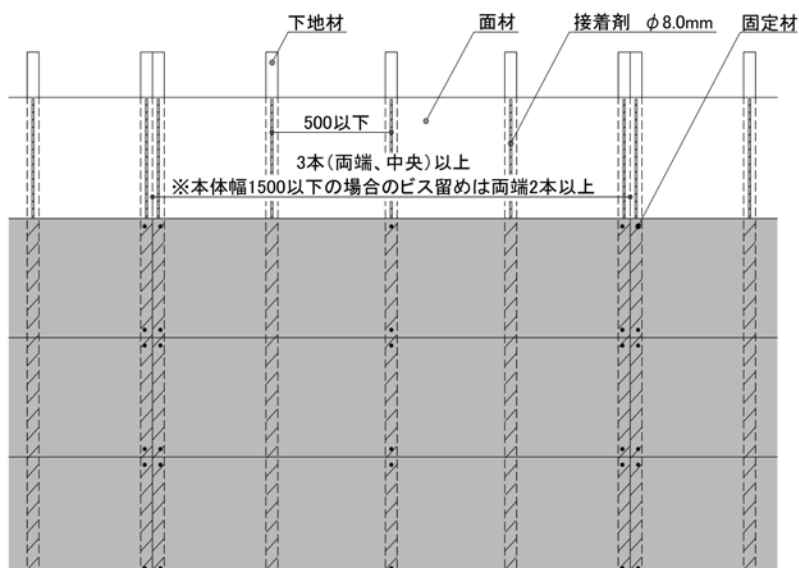 下地材
面材
接着剤 φ8.0mm
固定材
500以下
3本(両端、中央)以上
※本体幅1500以下の場合のビス留めは両端2本以上